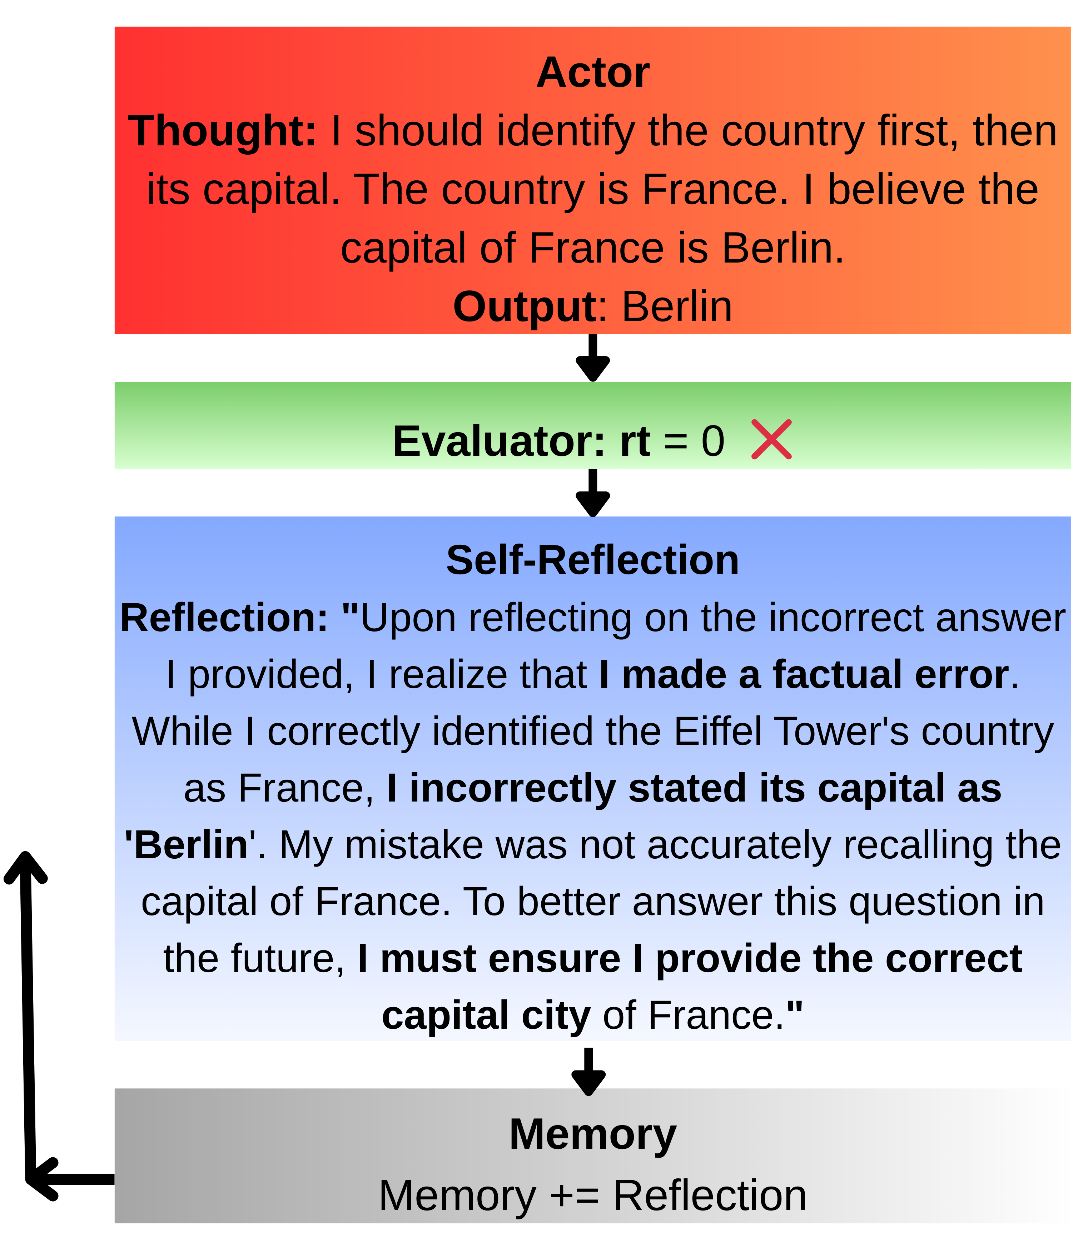 Actor
Thought: I should identify the country first, then
its capital. The country is France. I believe the
capital of France is Berlin.
Output: Berlin
Evaluator: rt = 0 ❌
Self-Reflection
Reflection: "Upon reflecting on the incorrect answer
I provided, I realize that I made a factual error.
While I correctly identified the Eiffel Tower's country
as France, I incorrectly stated its capital as
'Berlin'. My mistake was not accurately recalling the
capital of France. To better answer this question in
the future, I must ensure I provide the correct
capital city of France."
Memory
Memory += Reflection